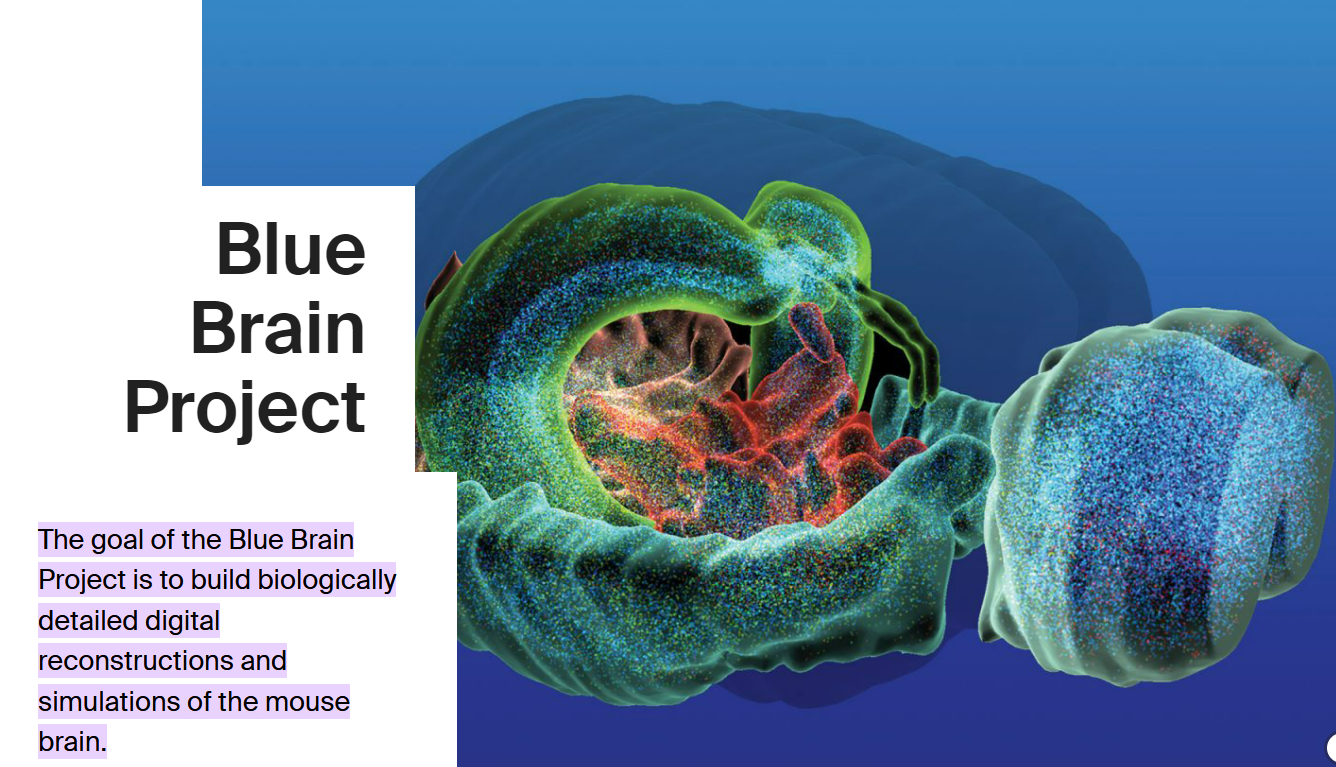 Blue
Brain
Project
The goal of the Blue Brain
Project is to build biologically
detailed digital
reconstructions and
simulations of the mouse
brain.